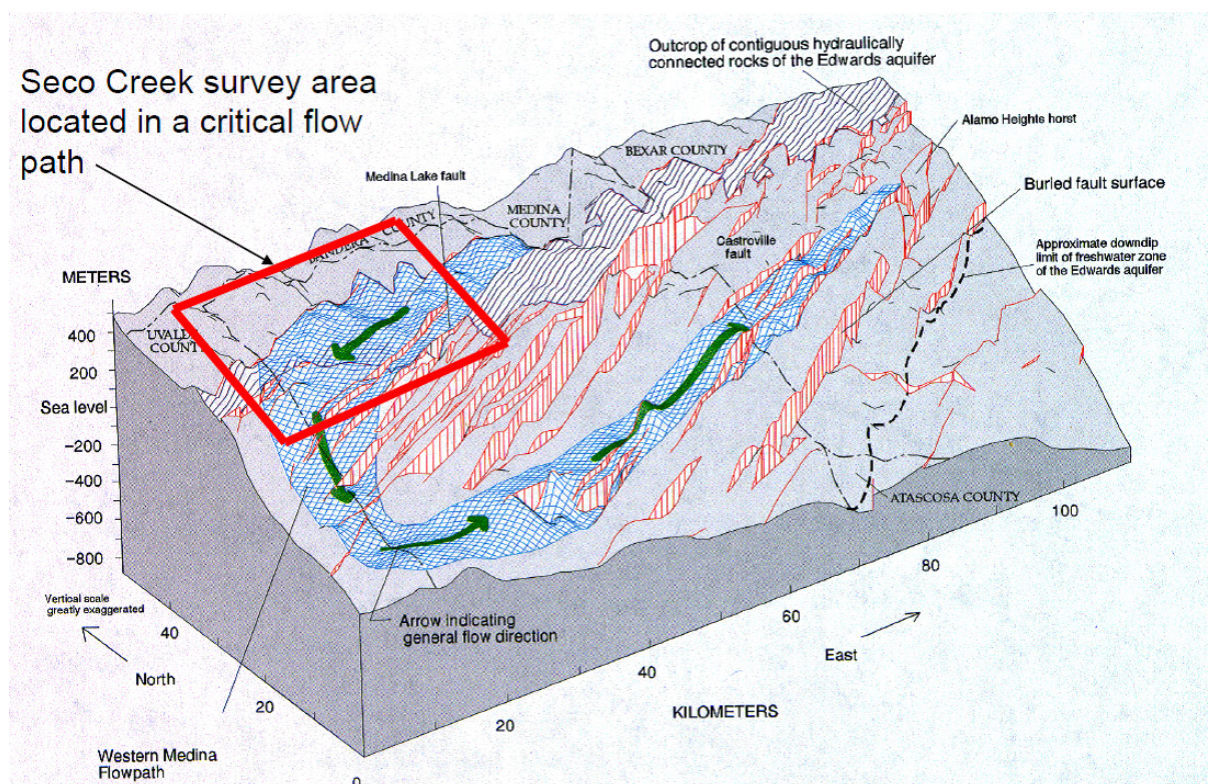 Seco Creek survey area
located in a critical flow
path
Outcrop of contiguous hydraulically
connected rocks of the Edwards aquifer
Alamo Heights horst
BEXAR COUNTY
Medina Lake fault
Buried fault surface
MEDINA
COUNTY
BANDERA COUNTY
Castroville
fault
Approximate downdip
limit of freshwater zone
of the Edwards aquifer
METERS
400
200
Sea level
-200
-400
-600
-800
COUNTY
ATASCOSA COUNTY
Vertical scale
greatly exaggerated
Arrow indicating
general flow direction
40
North
20
Western Medina
Flowpath
0
20
40
60
80
100
East
KILOMETERS